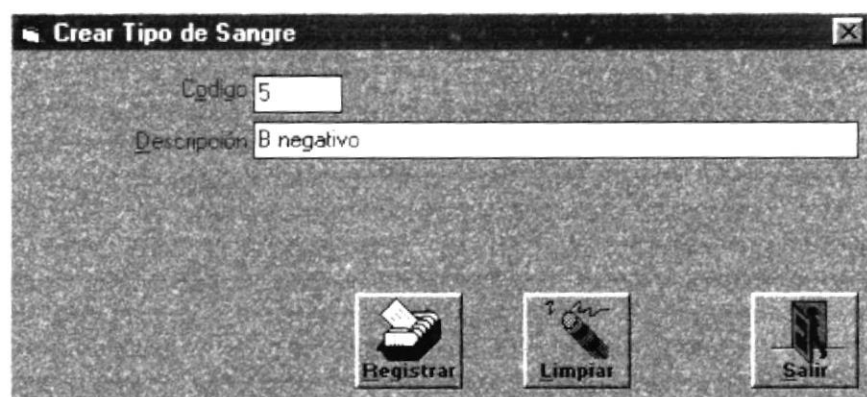 Crear Tipo de Sangre
Codigo 5
Descripción B negativo
Registrar Limpiar Salir